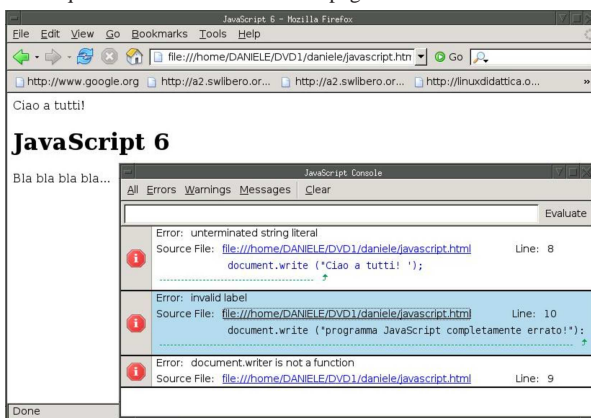 JavaScript 6 - Mozilla Firefox
File Edit View Go Bookmarks Tools Help
file:///home/DANIELE/DVD1/daniele/javascript.htm Go
http://www.google.org http://a2.swlibero.or... http://a2.swlibero.or... http://linuxdidattica.o... »
Ciao a tutti!
JavaScript 6
Bla bla bla bla...
JavaScript Console
All Errors Warnings Messages Clear
Evaluate
Error: unterminated string literal
Source File: file:///home/DANIELE/DVD1/daniele/javascript.html Line: 8
document.write ("Ciao a tutti! ');
Error: invalid label
Source File: file:///home/DANIELE/DVD1/daniele/javascript.html Line: 10
document.write ("programma JavaScript completamente errato!"):
Error: document.writer is not a function
Source File: file:///home/DANIELE/DVD1/daniele/javascript.html Line: 9
Done